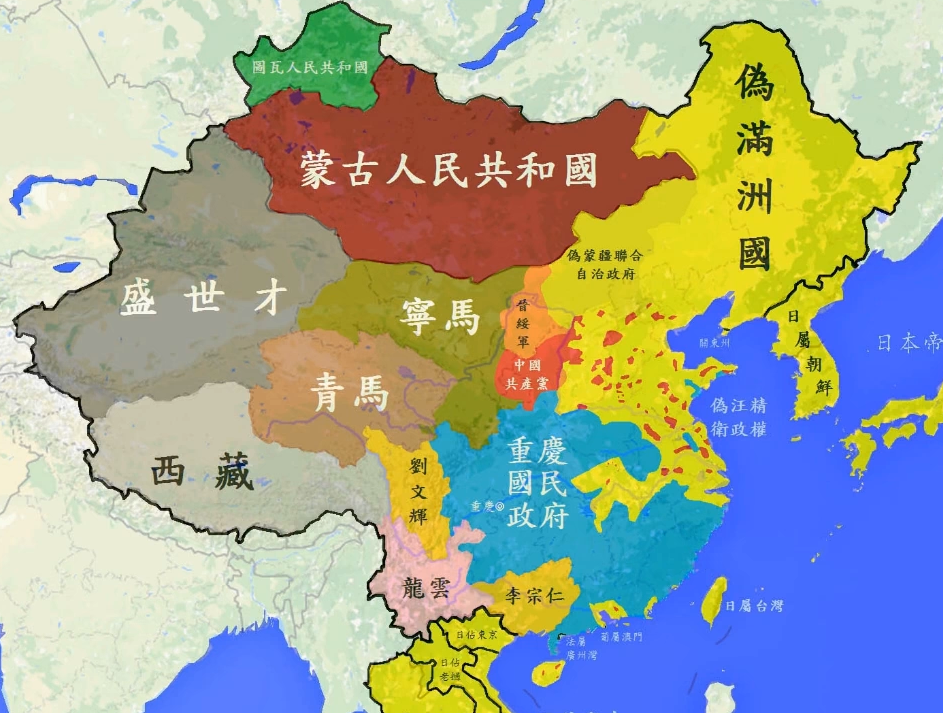 圖瓦人民共和國
蒙古人民共和國
偽滿洲國
偽蒙疆聯合
自治政府
盛世才
寧馬
晉綏軍
中國
共產黨
青馬
西藏
劉文輝
重慶
國民
政府
重慶
龍雲
李宗仁
關東州
日屬朝鮮
日本帝
偽汪精
衛政權
日屬台灣
葡屬澳門
法屬
廣州灣
日佔東京
日佔
老撾